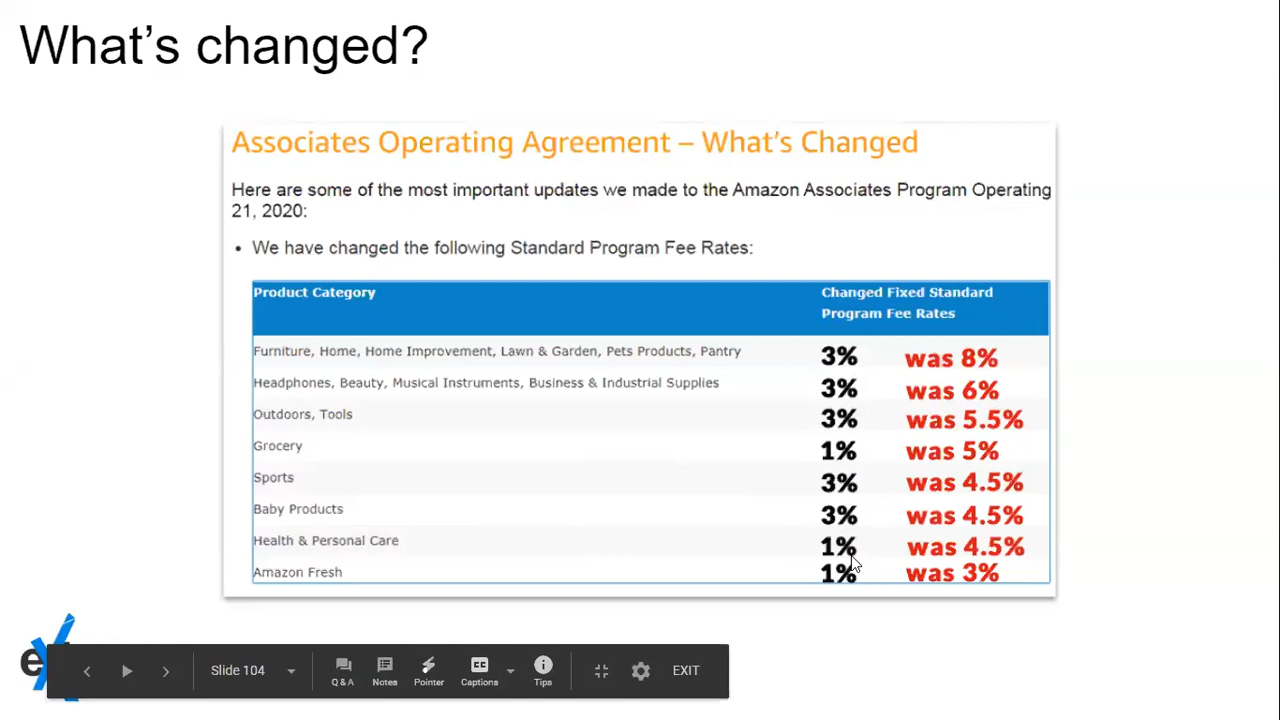 What's changed?
Associates Operating Agreement – What's Changed
Here are some of the most important updates we made to the Amazon Associates Program Operating
21, 2020:
• We have changed the following Standard Program Fee Rates:
Product Category Changed Fixed Standard
Program Fee Rates
Furniture, Home, Home Improvement, Lawn & Garden, Pets Products, Pantry 3% was 8%
Headphones, Beauty, Musical Instruments, Business & Industrial Supplies 3% was 6%
Outdoors, Tools 3% was 5.5%
Grocery 1% was 5%
Sports 3% was 4.5%
Baby Products 3% was 4.5%
Health & Personal Care 1% was 4.5%
Amazon Fresh 1% was 3%
Slide 104
Q & A Notes Pointer CC Captions Tips EXIT